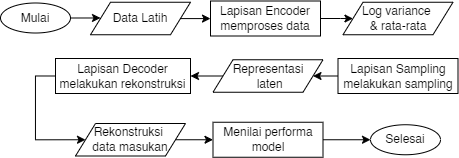 Mulai
Data Latih
Lapisan Encoder
memproses data
Log variance
& rata-rata
Lapisan Sampling
melakukan sampling
Representasi
laten
Lapisan Decoder
melakukan rekonstruksi
Rekonstruksi
data masukan
Menilai performa
model
Selesai